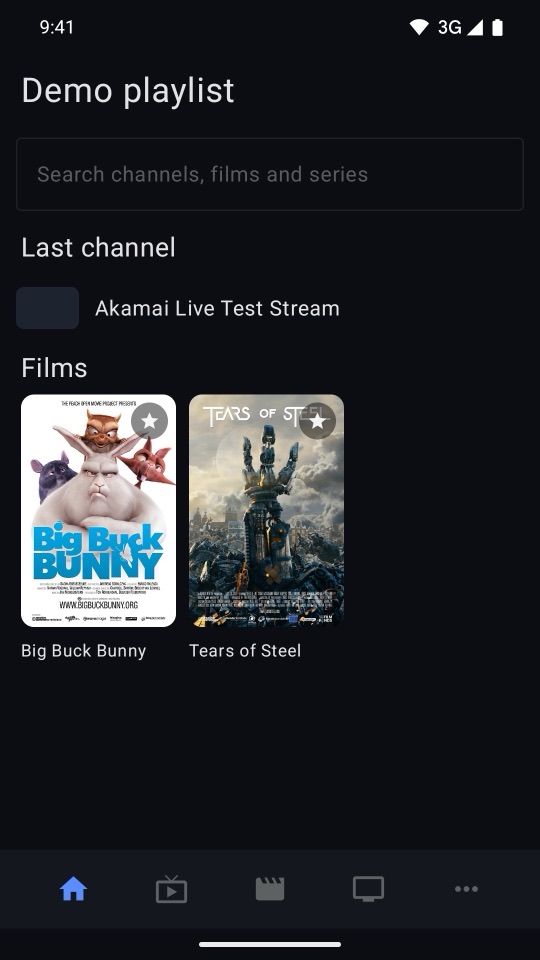 9:41
3G
Demo playlist
Search channels, films and series
Last channel
Akamai Live Test Stream
Films
THE PEACH OPEN MOVIE PROJECT PRESENTS
Big Buck
BUNNY
WWW.BIGBUCKBUNNY.ORG
TEARS OF STEEL
Big Buck Bunny
Tears of Steel